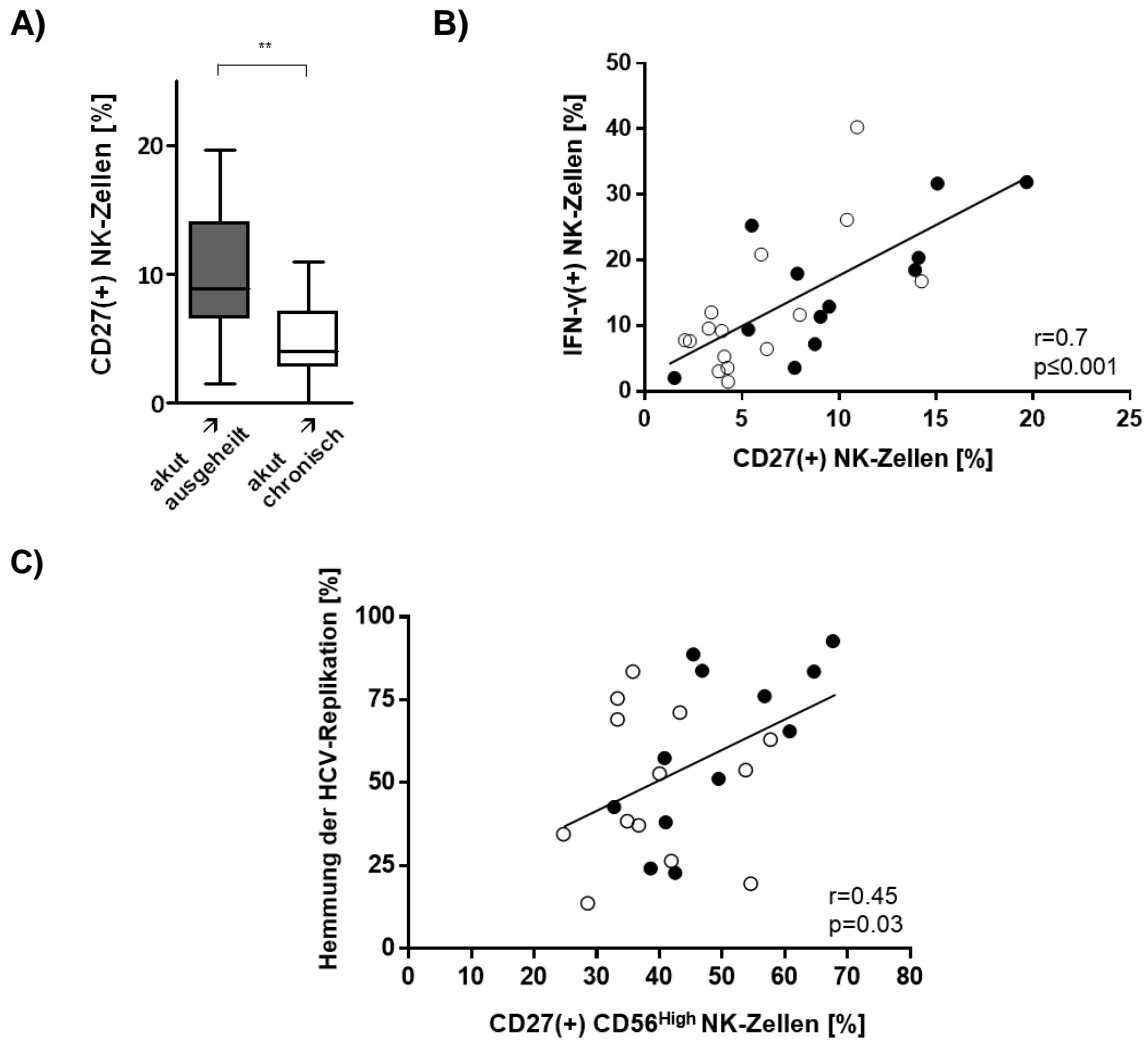 A)
**
CD27(+) NK-Zellen [%]
20
10
0
akut ↗ ausgeheilt
akut ↗ chronisch
B)
IFN-γ(+) NK-Zellen [%]
50
40
30
20
10
0
r=0.7
p≤0.001
0 5 10 15 20 25
CD27(+) NK-Zellen [%]
C)
Hemmung der HCV-Replikation [%]
100
75
50
25
0
r=0.45
p=0.03
0 10 20 30 40 50 60 70 80
CD27(+) CD56High NK-Zellen [%]